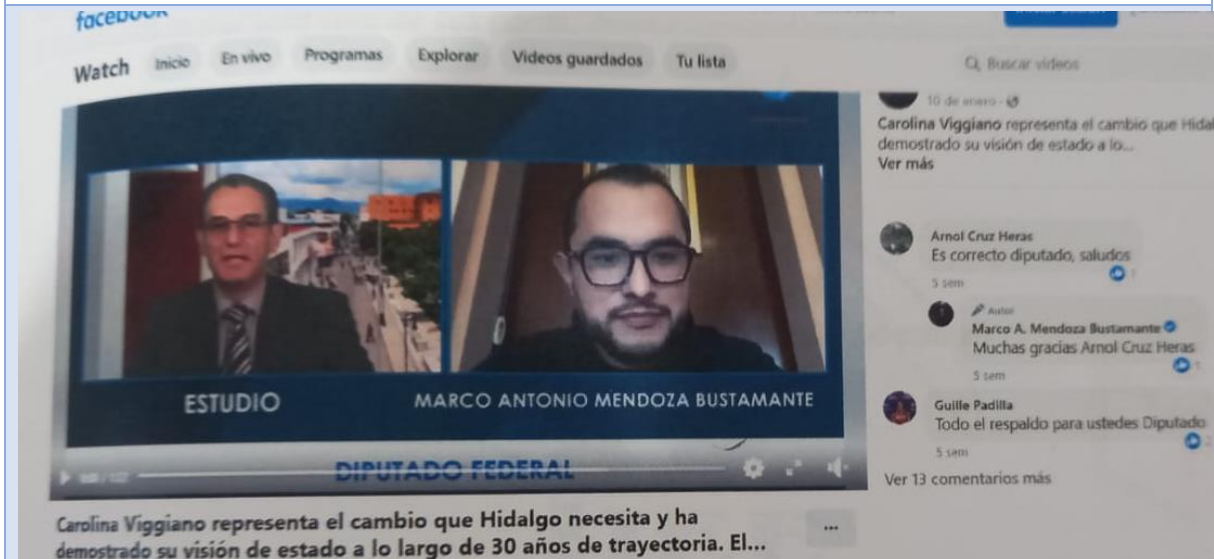 facebook
Watch Inicio En vivo Programas Explorar Videos guardados Tu lista
Buscar videos
10 de enero
Carolina Viggiano representa el cambio que Hidal
demostrado su visión de estado a lo...
Ver más
Arnol Cruz Heras
Es correcto diputado, saludos
1
5 sem
Autor
Marco A. Mendoza Bustamante
Muchas gracias Arnol Cruz Heras
1
5 sem
Guille Padilla
Todo el respaldo para ustedes Diputado
2
5 sem
Ver 13 comentarios más
ESTUDIO
MARCO ANTONIO MENDOZA BUSTAMANTE
DIPUTADO FEDERAL
Carolina Viggiano representa el cambio que Hidalgo necesita y ha
demostrado su visión de estado a lo largo de 30 años de trayectoria. El...